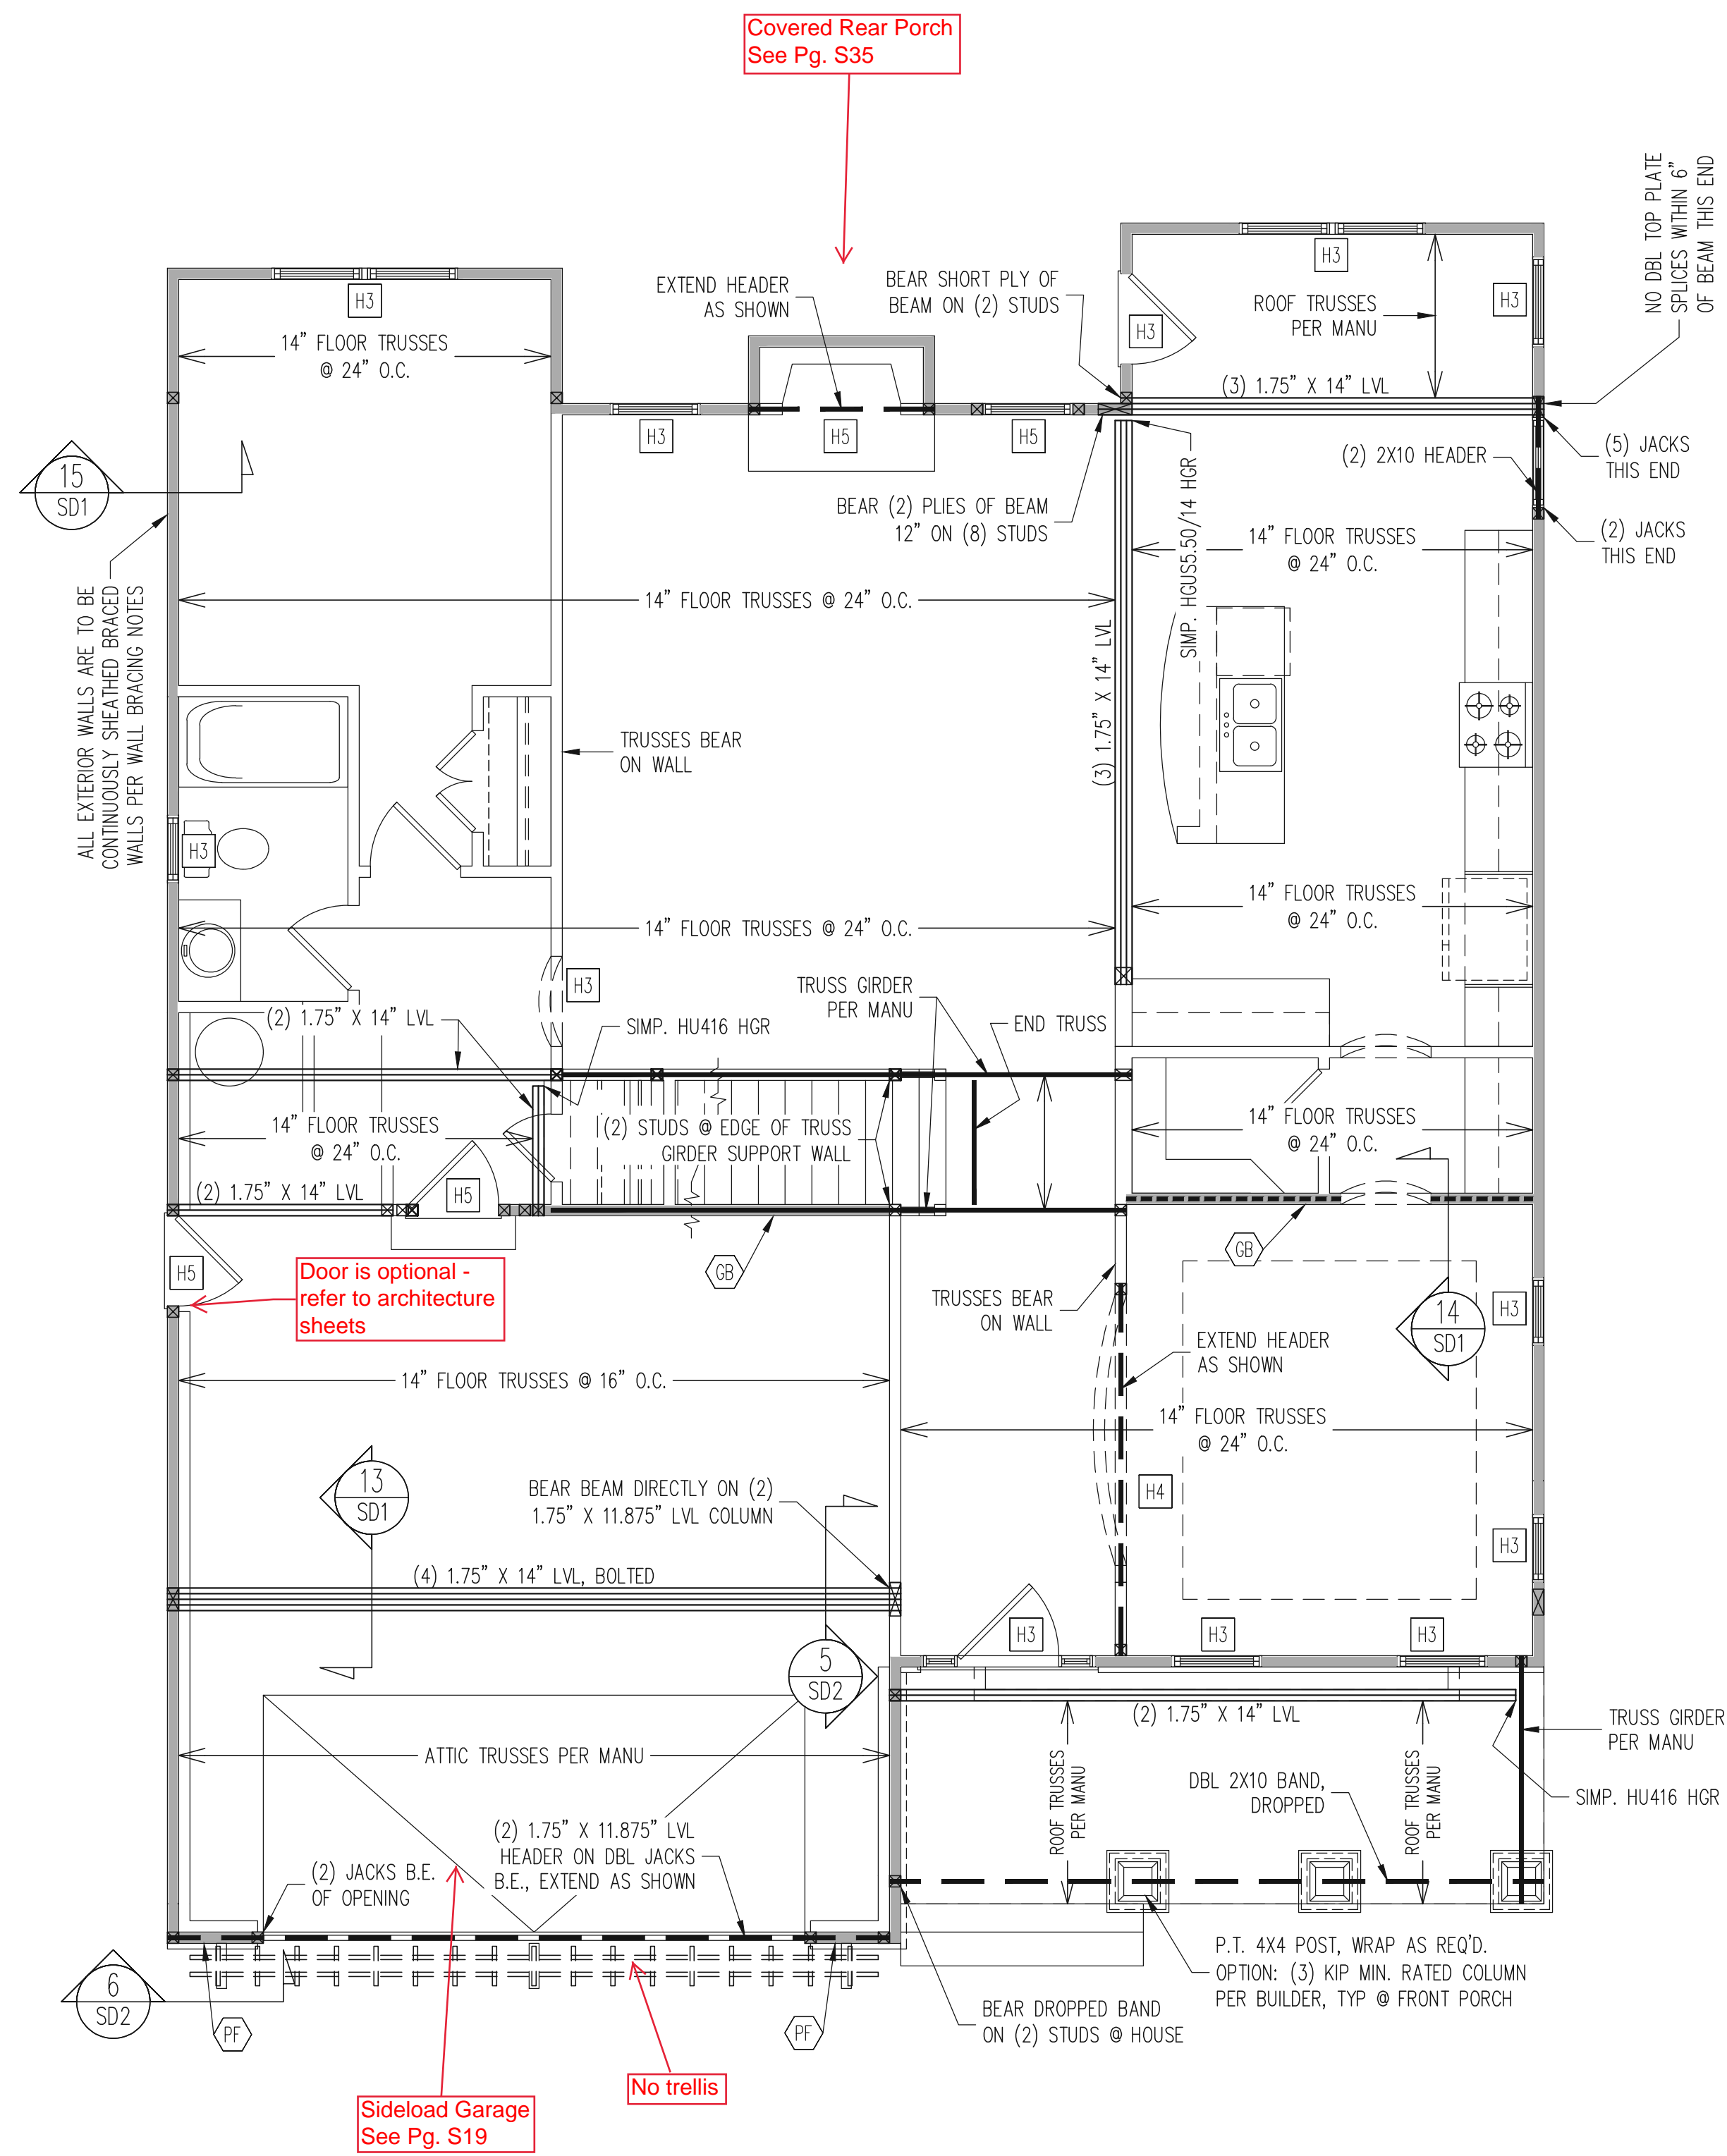 Covered Rear Porch
See Pg. S35
NO DBL TOP PLATE
SPLICES WITHIN 6"
OF BEAM THIS END
H3
H3
EXTEND HEADER
AS SHOWN
BEAR SHORT PLY OF
BEAM ON (2) STUDS
ROOF TRUSSES
PER MANU
H3
H3
14" FLOOR TRUSSES
@ 24" O.C.
(3) 1.75" X 14" LVL
H3
H5
H5
15
SD1
(2) 2X10 HEADER
(5) JACKS
THIS END
BEAR (2) PLIES OF BEAM
12" ON (8) STUDS
SIMP. HGUS5.50/14 HGR
14" FLOOR TRUSSES
@ 24" O.C.
(2) JACKS
THIS END
ALL EXTERIOR WALLS ARE TO BE
CONTINUOUSLY SHEATHED BRACED
WALLS PER WALL BRACING NOTES
14" FLOOR TRUSSES @ 24" O.C.
(3) 1.75" X 14" LVL
TRUSSES BEAR
ON WALL
H3
14" FLOOR TRUSSES
@ 24" O.C.
14" FLOOR TRUSSES @ 24" O.C.
H3
TRUSS GIRDER
PER MANU
(2) 1.75" X 14" LVL
SIMP. HU416 HGR
END TRUSS
14" FLOOR TRUSSES
@ 24" O.C.
(2) STUDS @ EDGE OF TRUSS
GIRDER SUPPORT WALL
14" FLOOR TRUSSES
@ 24" O.C.
(2) 1.75" X 14" LVL
H5
H5
Door is optional -
refer to architecture
sheets
GB
GB
TRUSSES BEAR
ON WALL
14
SD1
H3
EXTEND HEADER
AS SHOWN
14" FLOOR TRUSSES @ 16" O.C.
14" FLOOR TRUSSES
@ 24" O.C.
13
SD1
BEAR BEAM DIRECTLY ON (2)
1.75" X 11.875" LVL COLUMN
H4
H3
(4) 1.75" X 14" LVL, BOLTED
H3
H3
H3
5
SD2
(2) 1.75" X 14" LVL
TRUSS GIRDER
PER MANU
ATTIC TRUSSES PER MANU
ROOF TRUSSES
PER MANU
DBL 2X10 BAND,
DROPPED
ROOF TRUSSES
PER MANU
SIMP. HU416 HGR
(2) 1.75" X 11.875" LVL
HEADER ON DBL JACKS
B.E., EXTEND AS SHOWN
(2) JACKS B.E.
OF OPENING
P.T. 4X4 POST, WRAP AS REQ'D.
OPTION: (3) KIP MIN. RATED COLUMN
PER BUILDER, TYP @ FRONT PORCH
6
SD2
PF
PF
BEAR DROPPED BAND
ON (2) STUDS @ HOUSE
No trellis
Sideload Garage
See Pg. S19